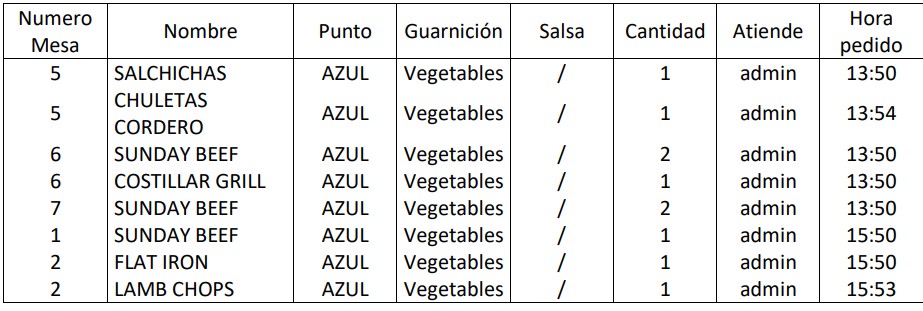 Numero Mesa Nombre Punto Guarnición Salsa Cantidad Atiende Hora pedido
5 SALCHICHAS AZUL Vegetables / 1 admin 13:50
5 CHULETAS CORDERO AZUL Vegetables / 1 admin 13:54
6 SUNDAY BEEF AZUL Vegetables / 2 admin 13:50
6 COSTILLAR GRILL AZUL Vegetables / 1 admin 13:50
7 SUNDAY BEEF AZUL Vegetables / 2 admin 13:50
1 SUNDAY BEEF AZUL Vegetables / 1 admin 15:50
2 FLAT IRON AZUL Vegetables / 1 admin 15:50
2 LAMB CHOPS AZUL Vegetables / 1 admin 15:53